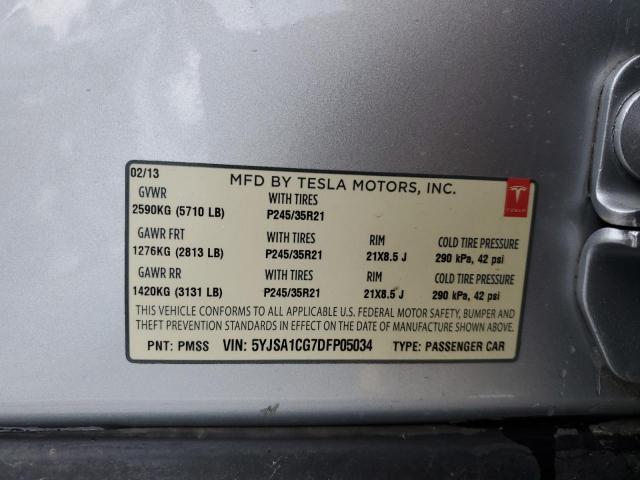 02/13
MFD BY TESLA MOTORS, INC.
GVWR WITH TIRES
2590KG (5710 LB) P245/35R21
TESLA
GAWR FRT WITH TIRES RIM COLD TIRE PRESSURE
1276KG (2813 LB) P245/35R21 21X8.5 J 290 kPa, 42 psi
GAWR RR WITH TIRES RIM COLD TIRE PRESSURE
1420KG (3131 LB) P245/35R21 21X8.5 J 290 kPa, 42 psi
THIS VEHICLE CONFORMS TO ALL APPLICABLE U.S. FEDERAL MOTOR SAFETY, BUMPER AND
THEFT PREVENTION STANDARDS IN EFFECT ON THE DATE OF MANUFACTURE SHOWN ABOVE.
PNT: PMSS VIN: 5YJSA1CG7DFP05034 TYPE: PASSENGER CAR